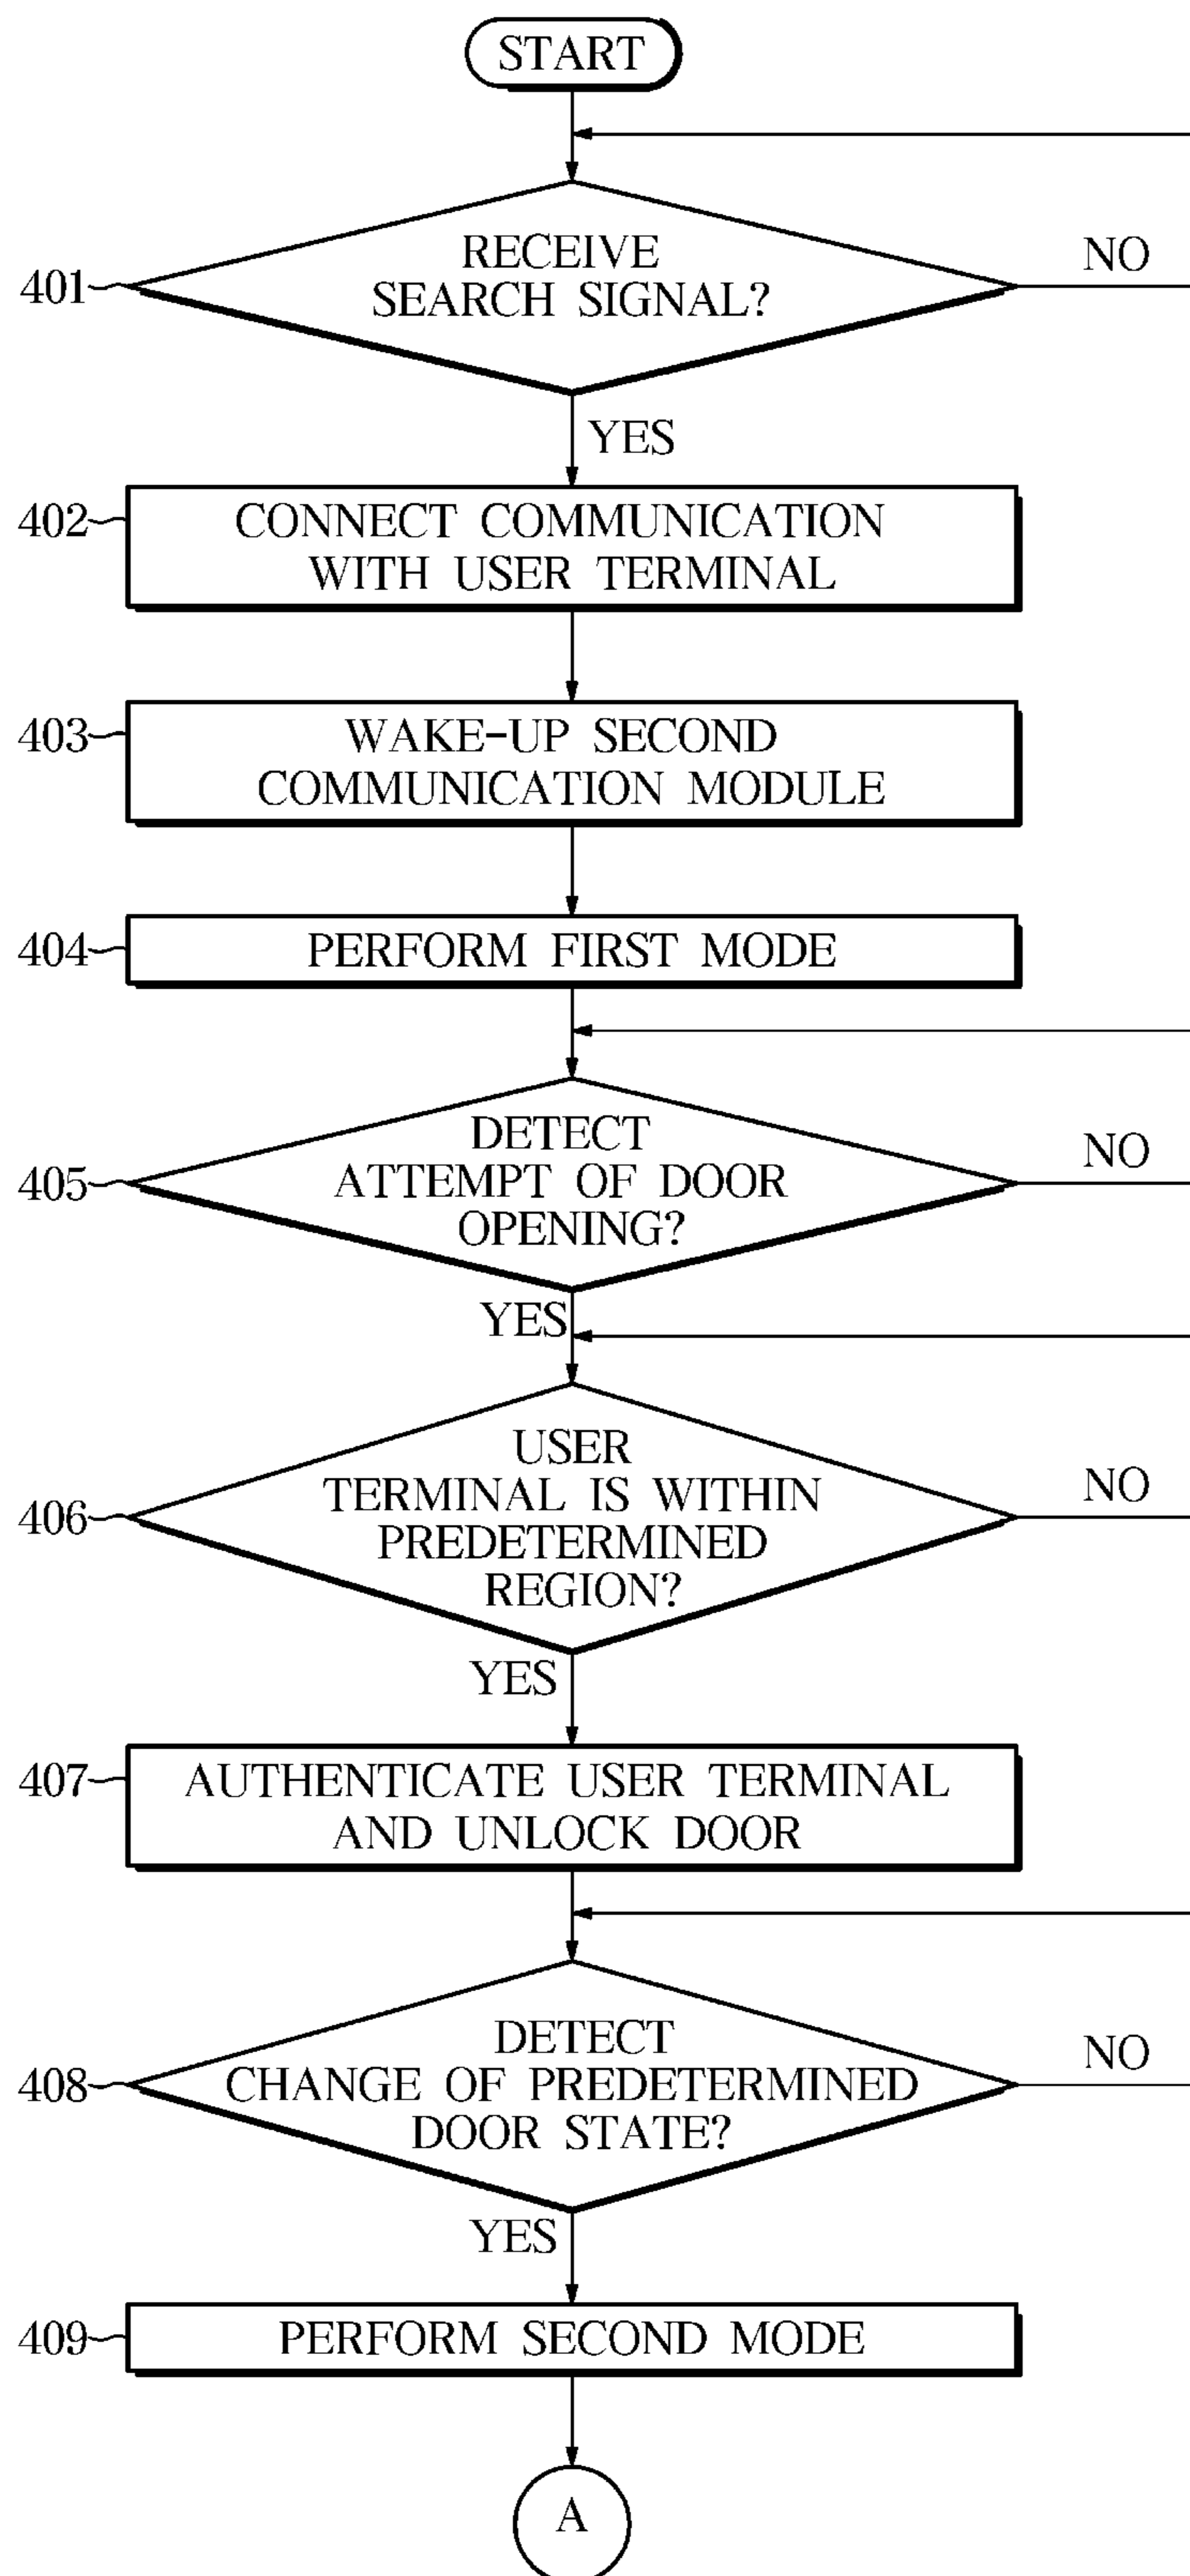 START
401
RECEIVE
SEARCH SIGNAL?
NO
YES
402
CONNECT COMMUNICATION
WITH USER TERMINAL
403
WAKE-UP SECOND
COMMUNICATION MODULE
404
PERFORM FIRST MODE
405
DETECT
ATTEMPT OF DOOR
OPENING?
NO
YES
406
USER
TERMINAL IS WITHIN
PREDETERMINED
REGION?
NO
YES
407
AUTHENTICATE USER TERMINAL
AND UNLOCK DOOR
408
DETECT
CHANGE OF PREDETERMINED
DOOR STATE?
NO
YES
409
PERFORM SECOND MODE
A